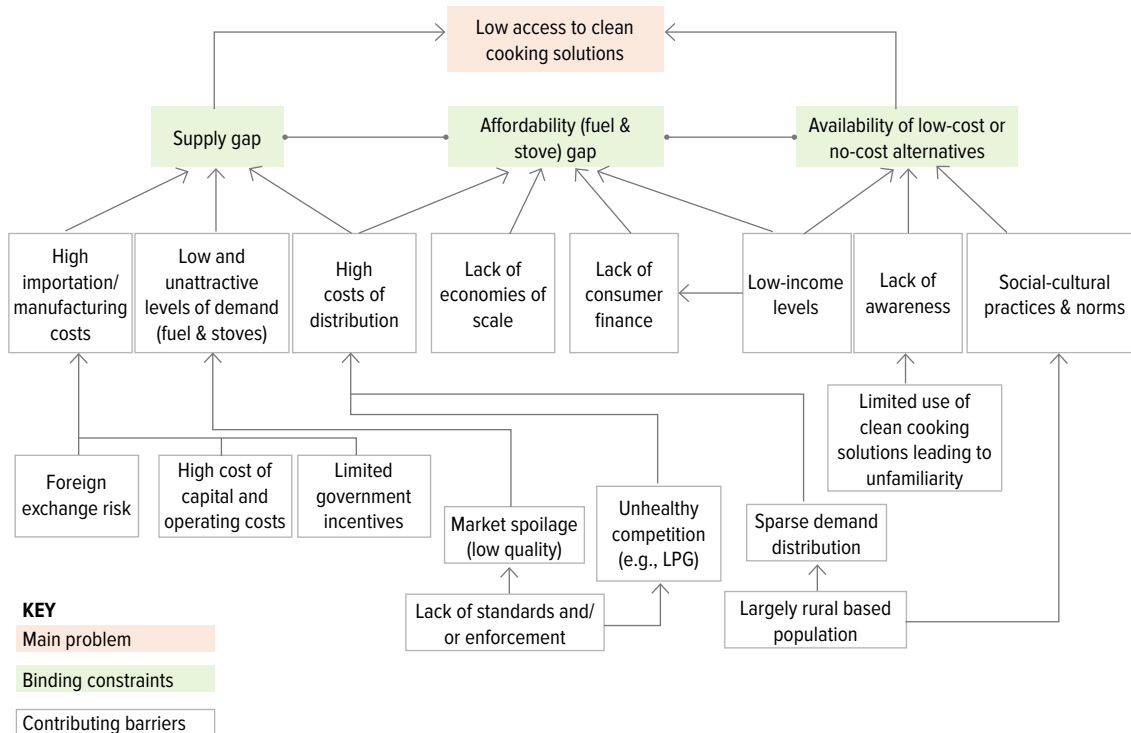 Low access to clean
cooking solutions
Supply gap
Affordability (fuel &
stove) gap
Availability of low-cost or
no-cost alternatives
High
importation/
manufacturing
costs
Low and
unattractive
levels of demand
(fuel & stoves)
High
costs of
distribution
Lack of
economies of
scale
Lack of
consumer
finance
Low-income
levels
Lack of
awareness
Social-cultural
practices & norms
Limited use of
clean cooking
solutions leading to
unfamiliarity
Foreign
exchange risk
High cost of
capital and
operating costs
Limited
government
incentives
Market spoilage
(low quality)
Unhealthy
competition
(e.g., LPG)
Sparse demand
distribution
Lack of standards and/
or enforcement
Largely rural based
population
KEY
Main problem
Binding constraints
Contributing barriers